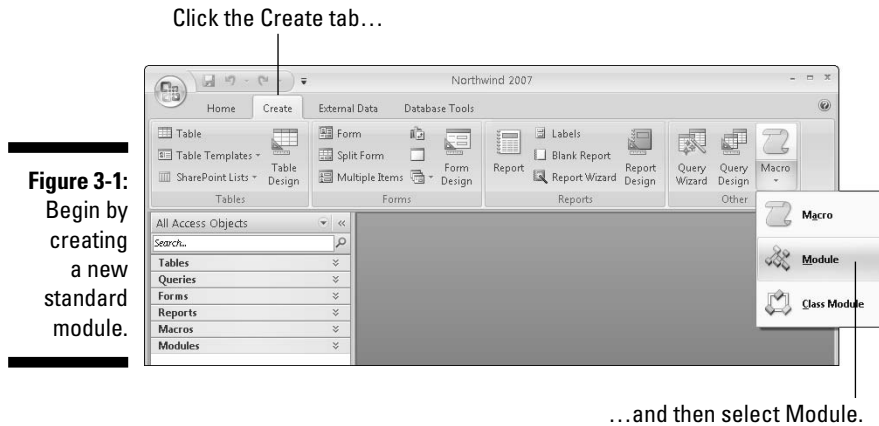 Click the Create tab…
Northwind 2007
Home Create External Data Database Tools
Table
Table Templates
SharePoint Lists
Table Design
Tables
Form
Split Form
Multiple Items
Form Design
Forms
Report
Labels
Blank Report
Report Wizard
Report Design
Reports
Query Wizard
Query Design
Macro
Other
Macro
Module
Class Module
All Access Objects
Search..
Tables
Queries
Forms
Reports
Macros
Modules
Figure 3-1:
Begin by
creating
a new
standard
module.
…and then select Module.